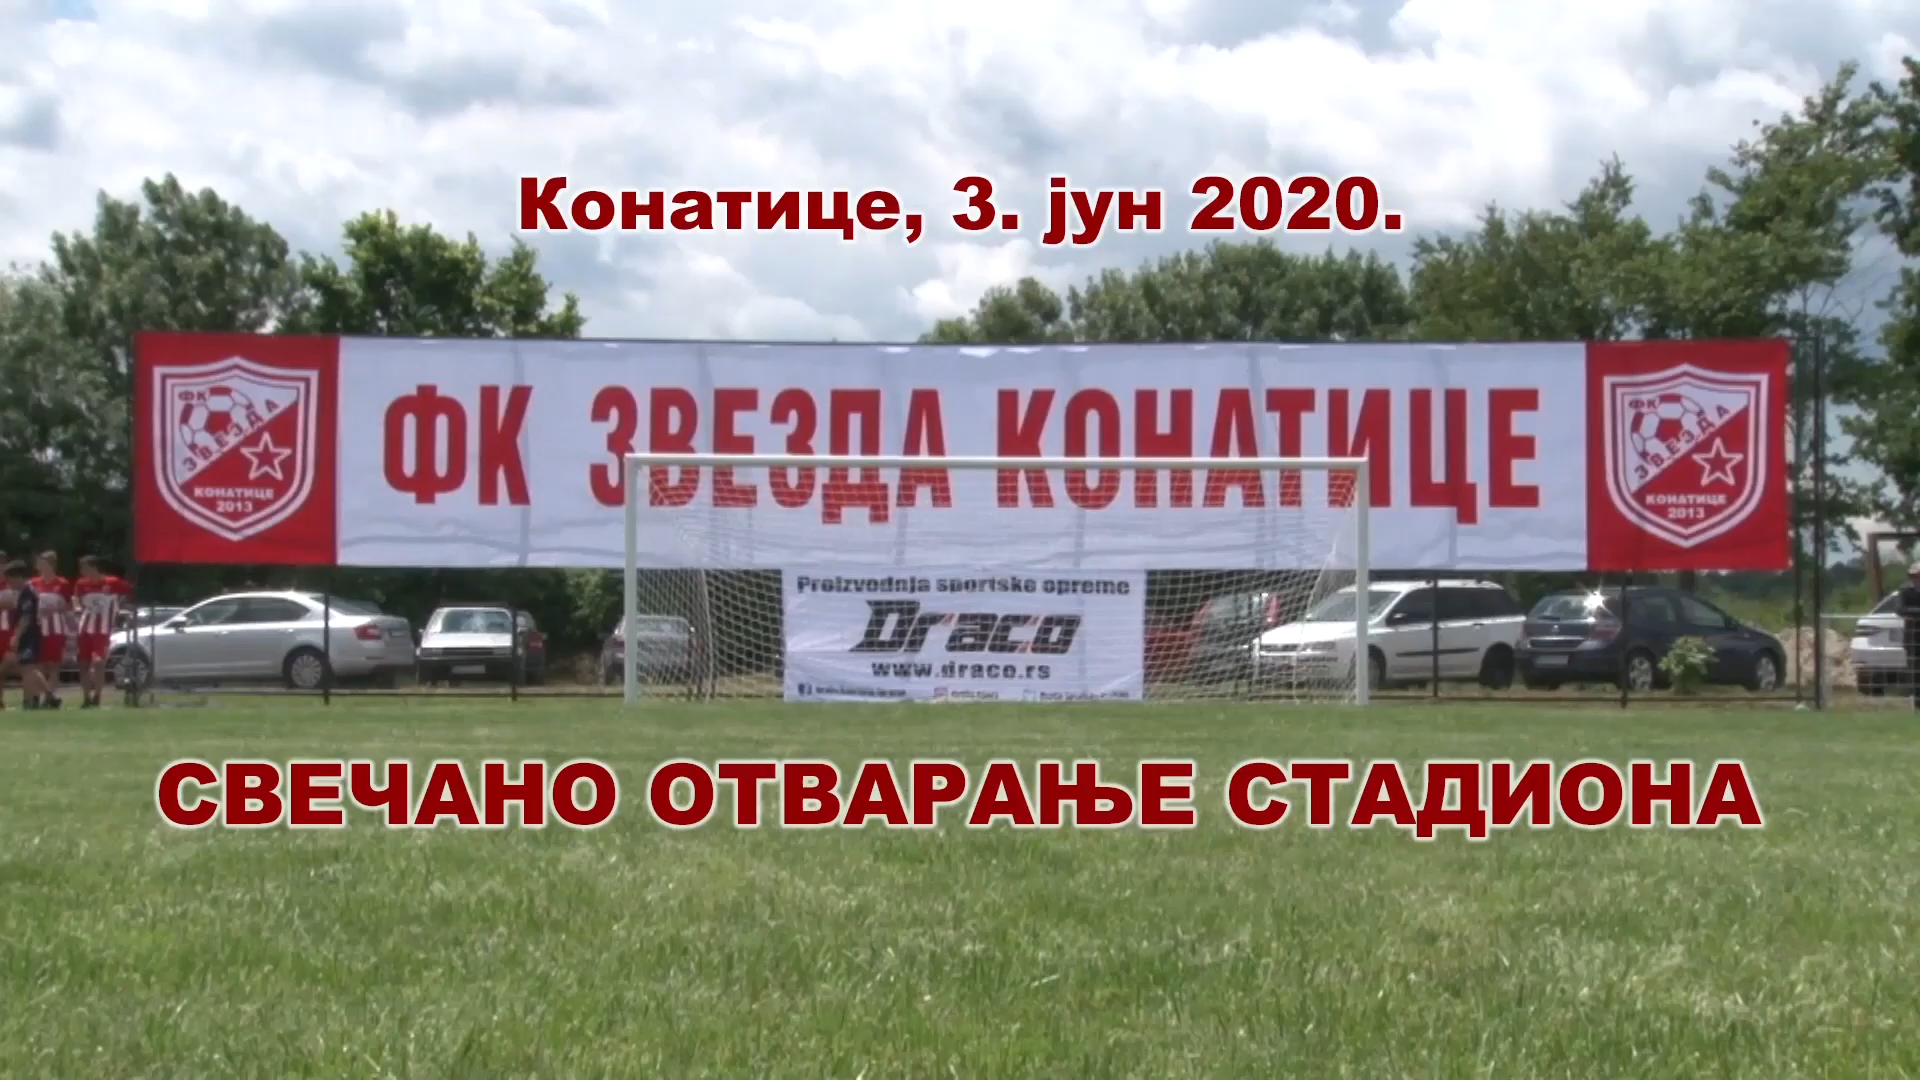 Конатице, 3. јун 2020.
ФК ЗВЕЗДА КОНАТИЦЕ
ФК
ЗВЕЗДА
КОНАТИЦЕ
2013
ФК
ЗВЕЗДА
КОНАТИЦЕ
2013
Proizvodnja sportske opreme
Draco
www.draco.rs
СВЕЧАНО ОТВАРАЊЕ СТАДИОНА